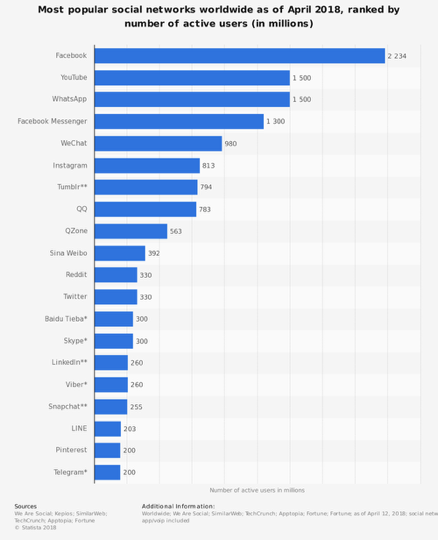 Most popular social networks worldwide as of April 2018, ranked by
number of active users (in millions)
Facebook 2 234
YouTube 1 500
WhatsApp 1 500
Facebook Messenger 1 300
WeChat 980
Instagram 813
Tumblr** 794
QQ 783
QZone 563
Sina Weibo 392
Reddit 330
Twitter 330
Baidu Tieba* 300
Skype* 300
LinkedIn** 260
Viber* 260
Snapchat** 255
LINE 203
Pinterest 200
Telegram* 200
Number of active users in millions
Sources
We Are Social; Kepios; SimilarWeb;
TechCrunch; Apptopia; Fortune
© Statista 2018
Additional Information:
Worldwide; We Are Social; SimilarWeb; TechCrunch; Apptopia; Fortune; Fortune; as of April 12, 2018; social netw
app/voip included